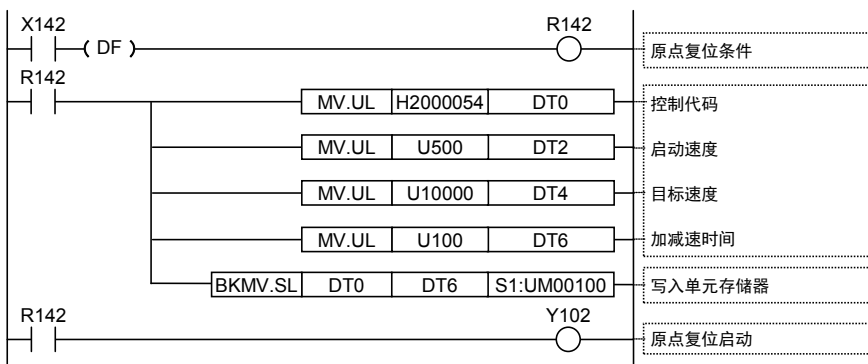 X142 R142
( DF ) 原点复位条件
R142
MV.UL H2000054 DT0 控制代码
MV.UL U500 DT2 启动速度
MV.UL U10000 DT4 目标速度
MV.UL U100 DT6 加减速时间
BKMV.SL DT0 DT6 S1:UM00100 写入单元存储器
R142 Y102
原点复位启动